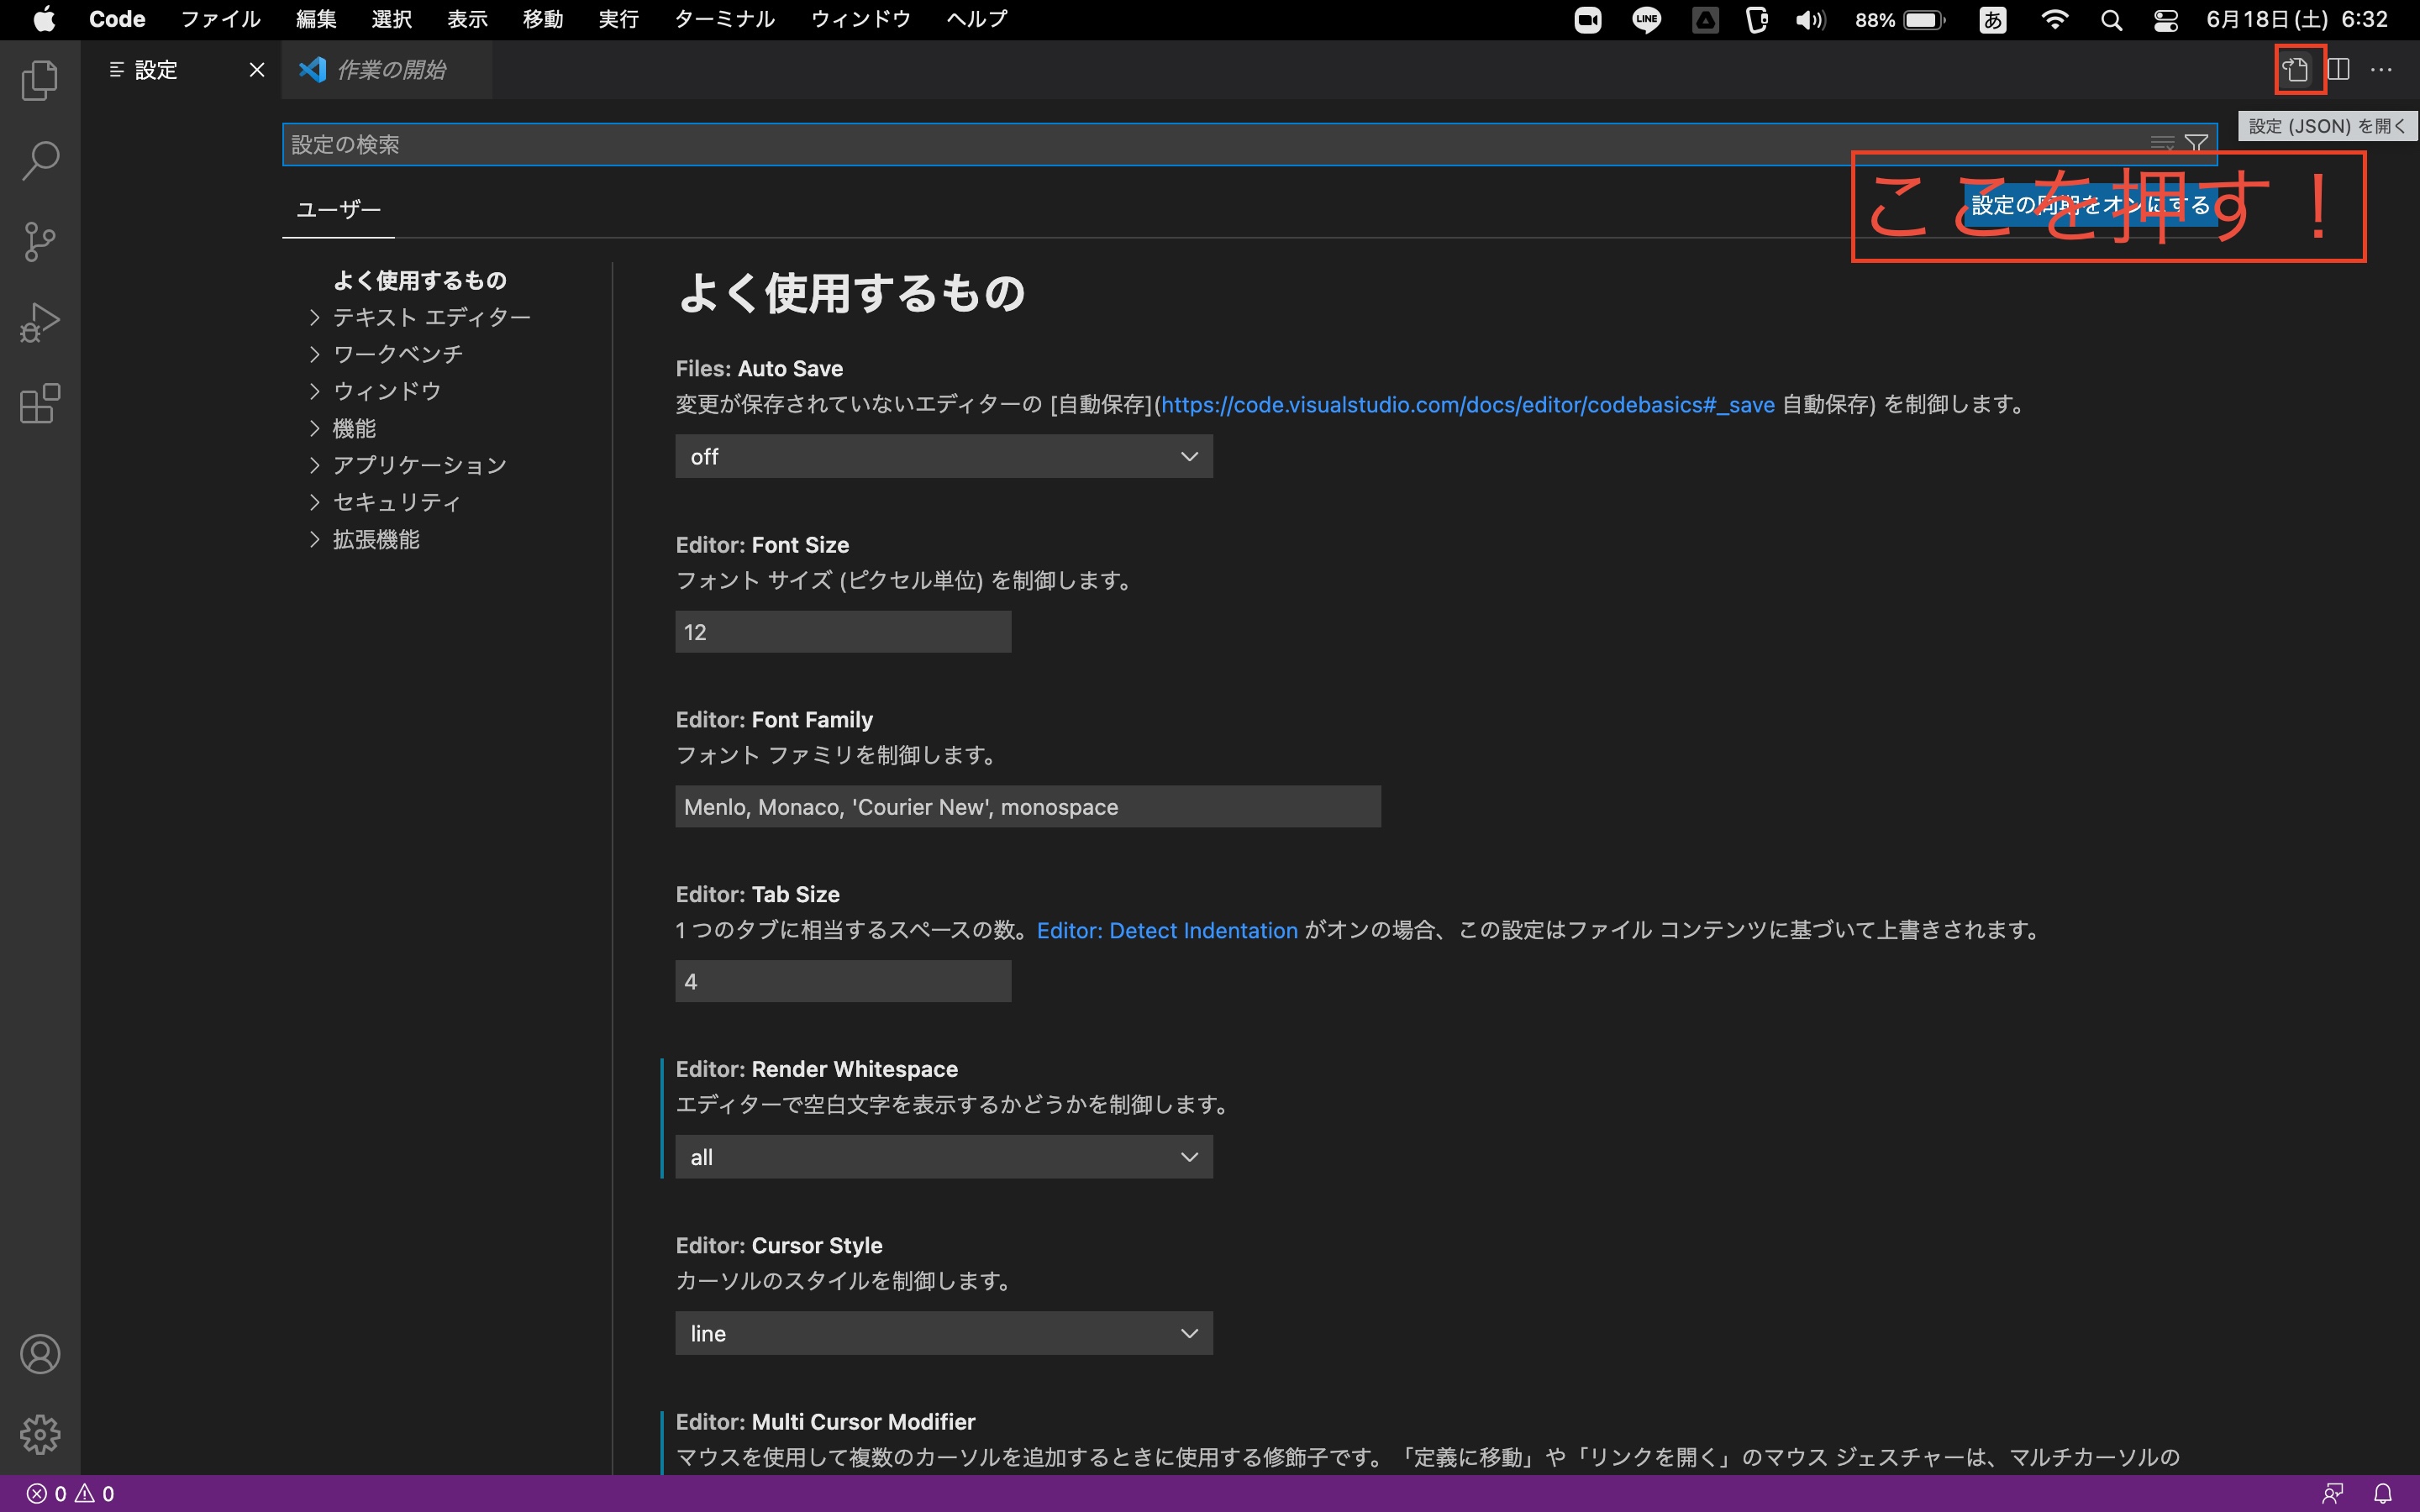 Code ファイル 編集 選択 表示 移動 実行 ターミナル ウィンドウ ヘルプ LINE 88% あ 6月18日(土) 6:32
設定 作業の開始
設定 (JSON) を開く
設定の検索
ここを押す！
ユーザー 設定の同期をオンにする
よく使用するもの
テキスト エディター
ワークベンチ
ウィンドウ
機能
アプリケーション
セキュリティ
拡張機能
よく使用するもの
Files: Auto Save
変更が保存されていないエディターの [自動保存](https://code.visualstudio.com/docs/editor/codebasics#_save 自動保存) を制御します。
off
Editor: Font Size
フォント サイズ (ピクセル単位) を制御します。
12
Editor: Font Family
フォント ファミリを制御します。
Menlo, Monaco, 'Courier New', monospace
Editor: Tab Size
1 つのタブに相当するスペースの数。Editor: Detect Indentation がオンの場合、この設定はファイル コンテンツに基づいて上書きされます。
4
Editor: Render Whitespace
エディターで空白文字を表示するかどうかを制御します。
all
Editor: Cursor Style
カーソルのスタイルを制御します。
line
Editor: Multi Cursor Modifier
マウスを使用して複数のカーソルを追加するときに使用する修飾子です。「定義に移動」や「リンクを開く」のマウス ジェスチャーは、マルチカーソルの
0 0